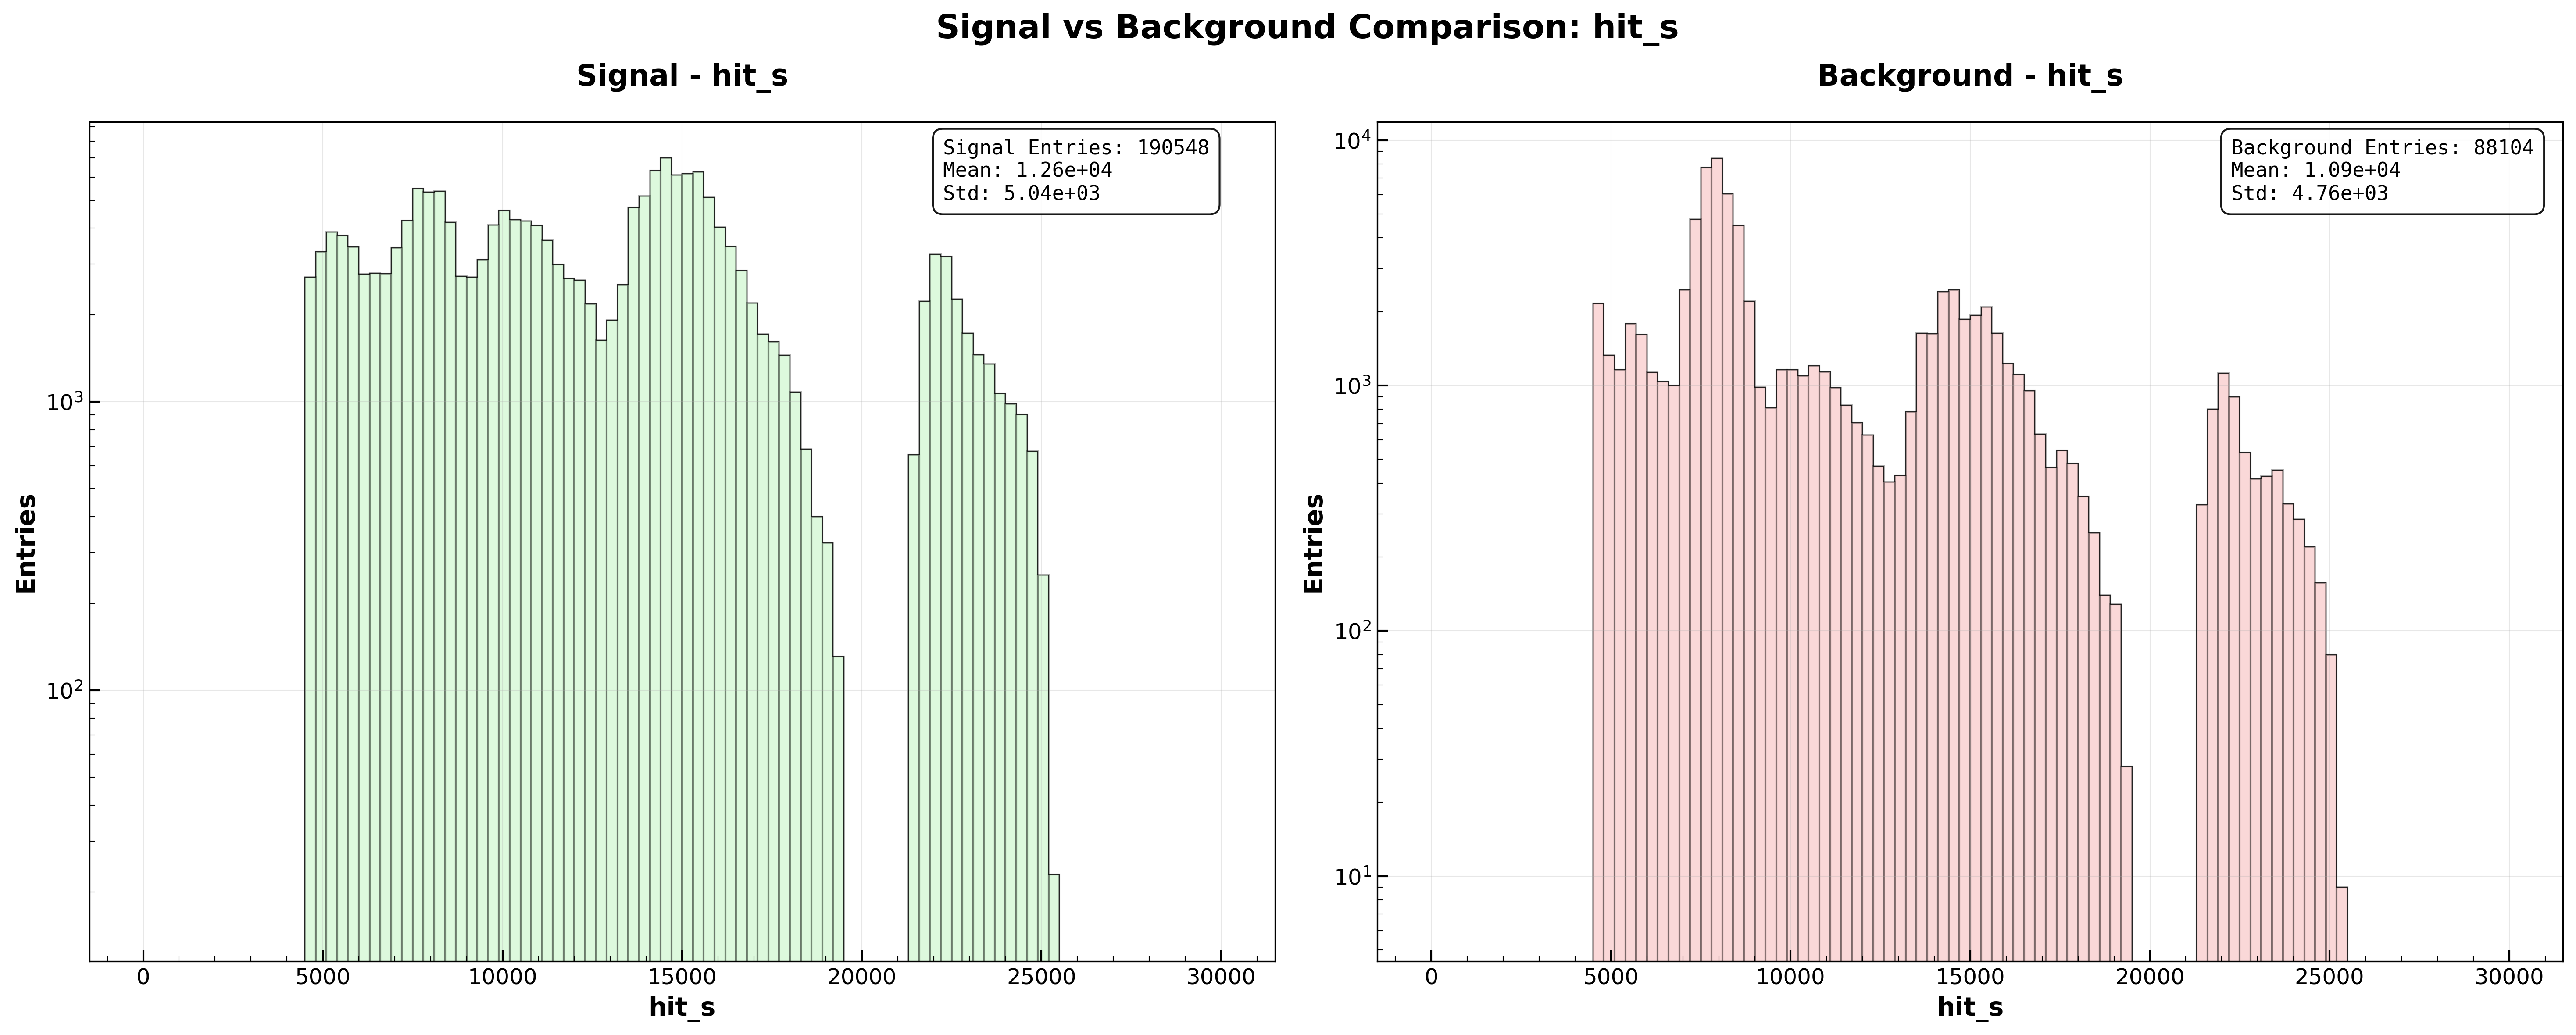 Signal vs Background Comparison: hit_s
Signal - hit_s
Signal Entries: 190548
Mean: 1.26e+04
Std: 5.04e+03
Entries
10³
10²
0 5000 10000 15000 20000 25000 30000
hit_s
Background - hit_s
Background Entries: 88104
Mean: 1.09e+04
Std: 4.76e+03
Entries
10⁴
10³
10²
10¹
0 5000 10000 15000 20000 25000 30000
hit_s